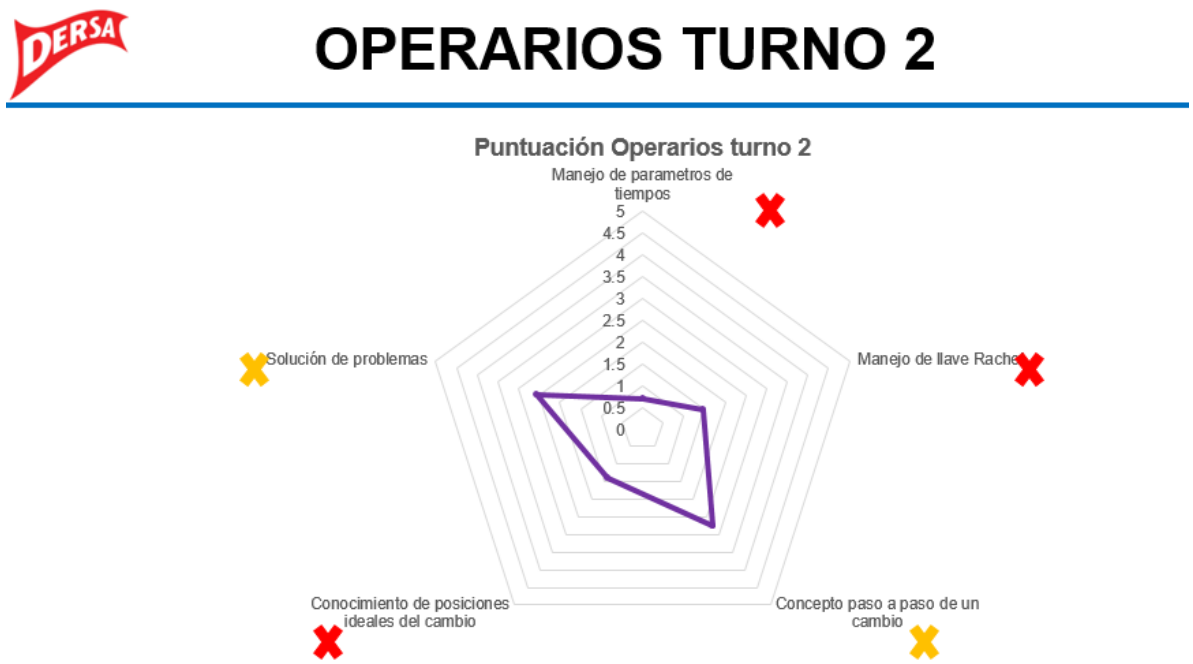 DERSA
OPERARIOS TURNO 2
Puntuación Operarios turno 2
Manejo de parametros de
tiempos
5
4.5
4
3.5
3
2.5
2
1.5
1
0.5
0
Solución de problemas
Manejo de llave Rache
Conocimiento de posiciones
ideales del cambio
Concepto paso a paso de un
cambio